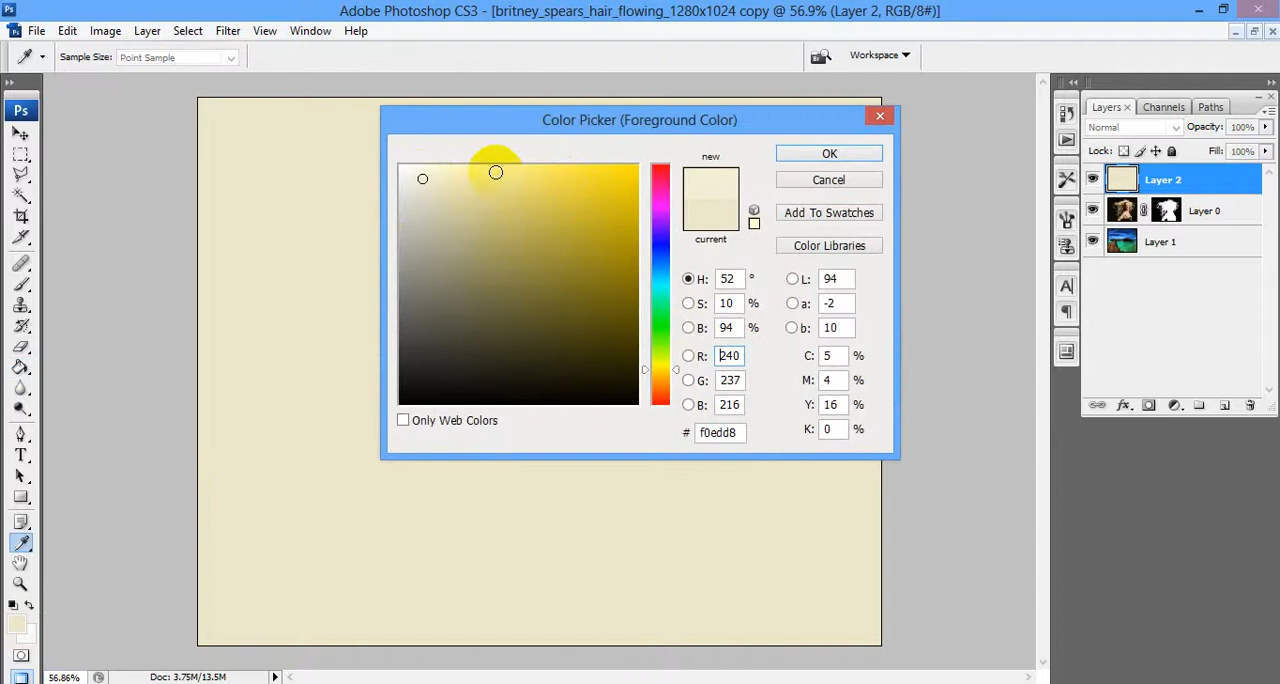 Ps Adobe Photoshop CS3 - [britney_spears_hair_flowing_1280x1024 copy @ 56.9% (Layer 2, RGB/8#)]
File Edit Image Layer Select Filter View Window Help
Sample Size: Point Sample Workspace
Ps
Color Picker (Foreground Color)
new
current
OK
Cancel
Add To Swatches
Color Libraries
H: 52 ° L: 94
S: 10 % a: -2
B: 94 % b: 10
R: 240 C: 5 %
G: 237 M: 4 %
B: 216 Y: 16 %
# f0edd8 K: 0 %
Only Web Colors
Layers × Channels Paths
Normal Opacity: 100%
Lock: Fill: 100%
Layer 2
Layer 0
Layer 1
T
A
fx
56.86% Doc: 3.75M/13.5M